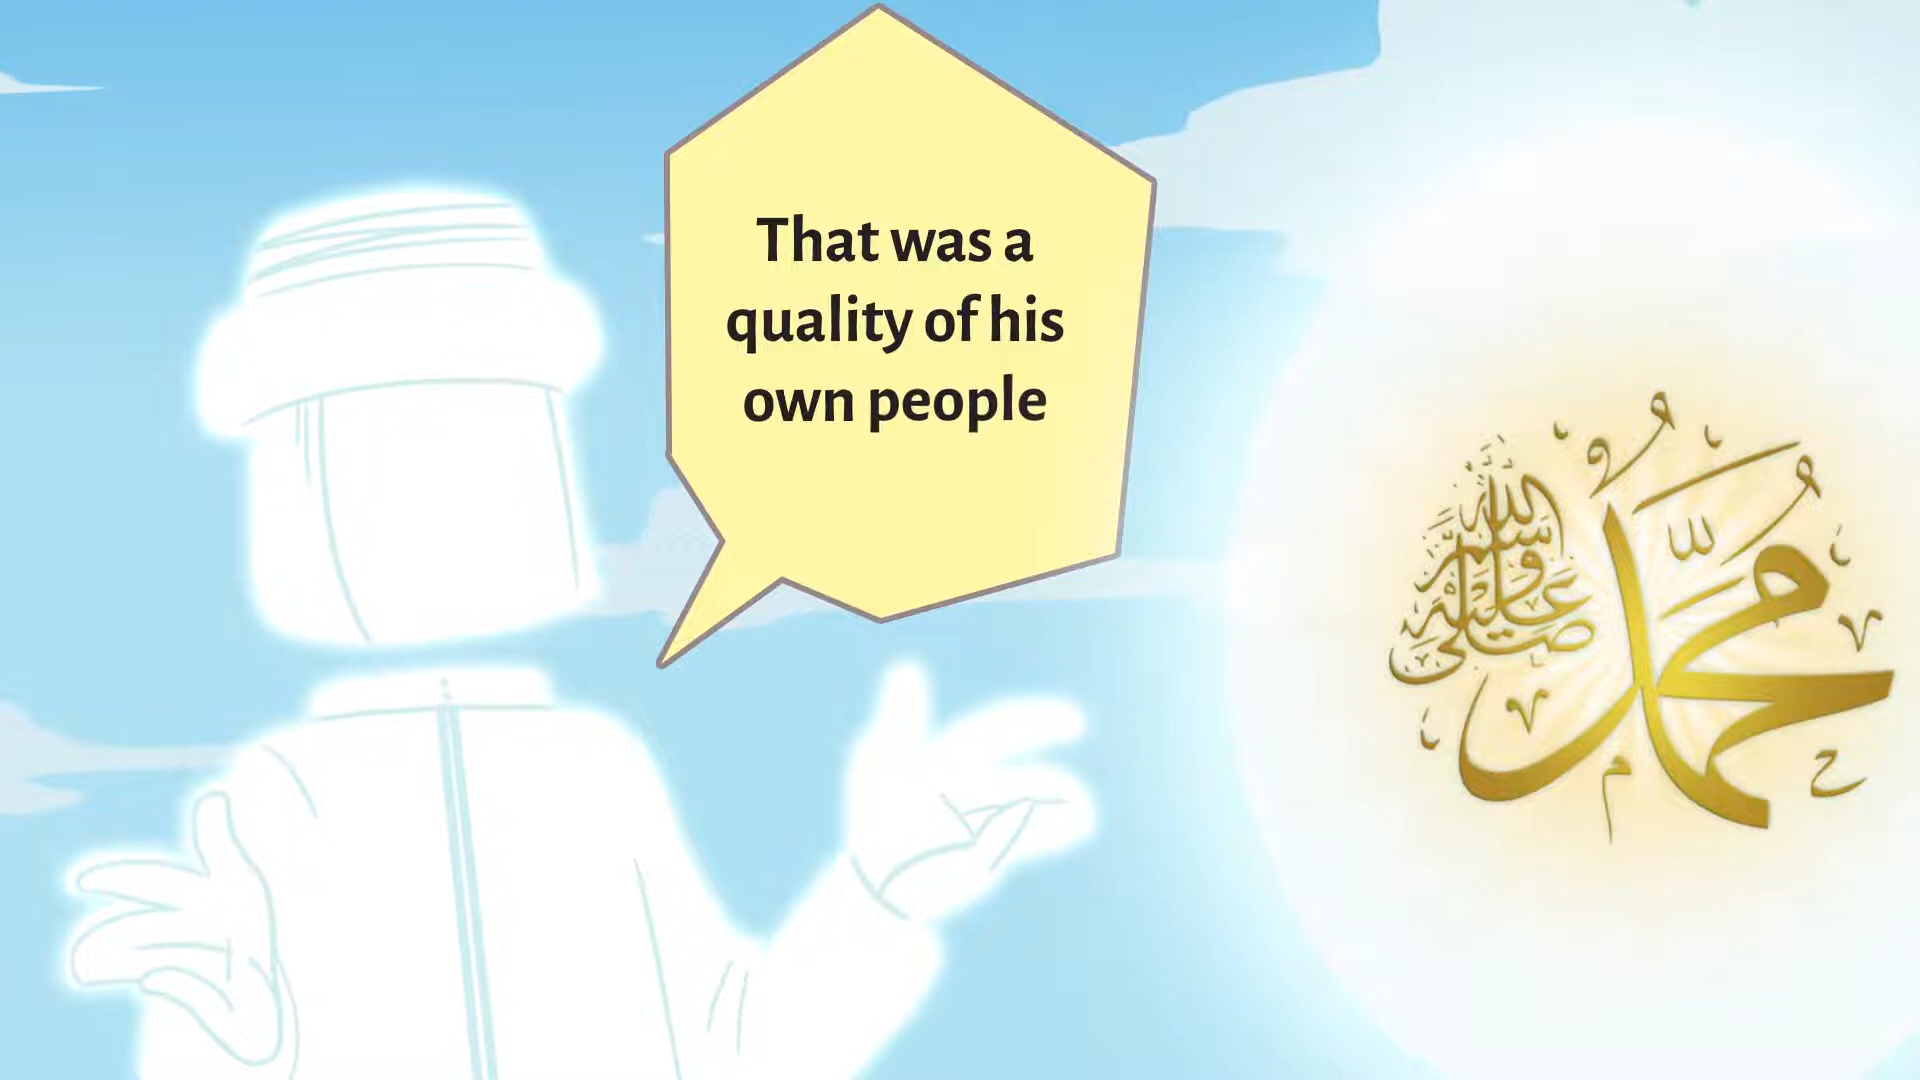 That was a
quality of his
own people
محمد
صلى الله عليه وسلم